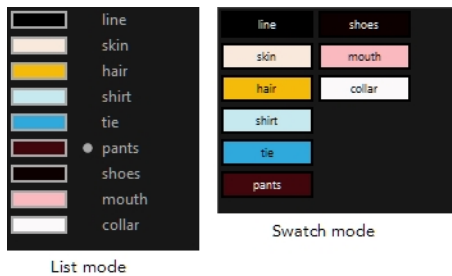 line
skin
hair
shirt
tie
pants
shoes
mouth
collar
List mode
line shoes
skin mouth
hair collar
shirt
tie
pants
Swatch mode